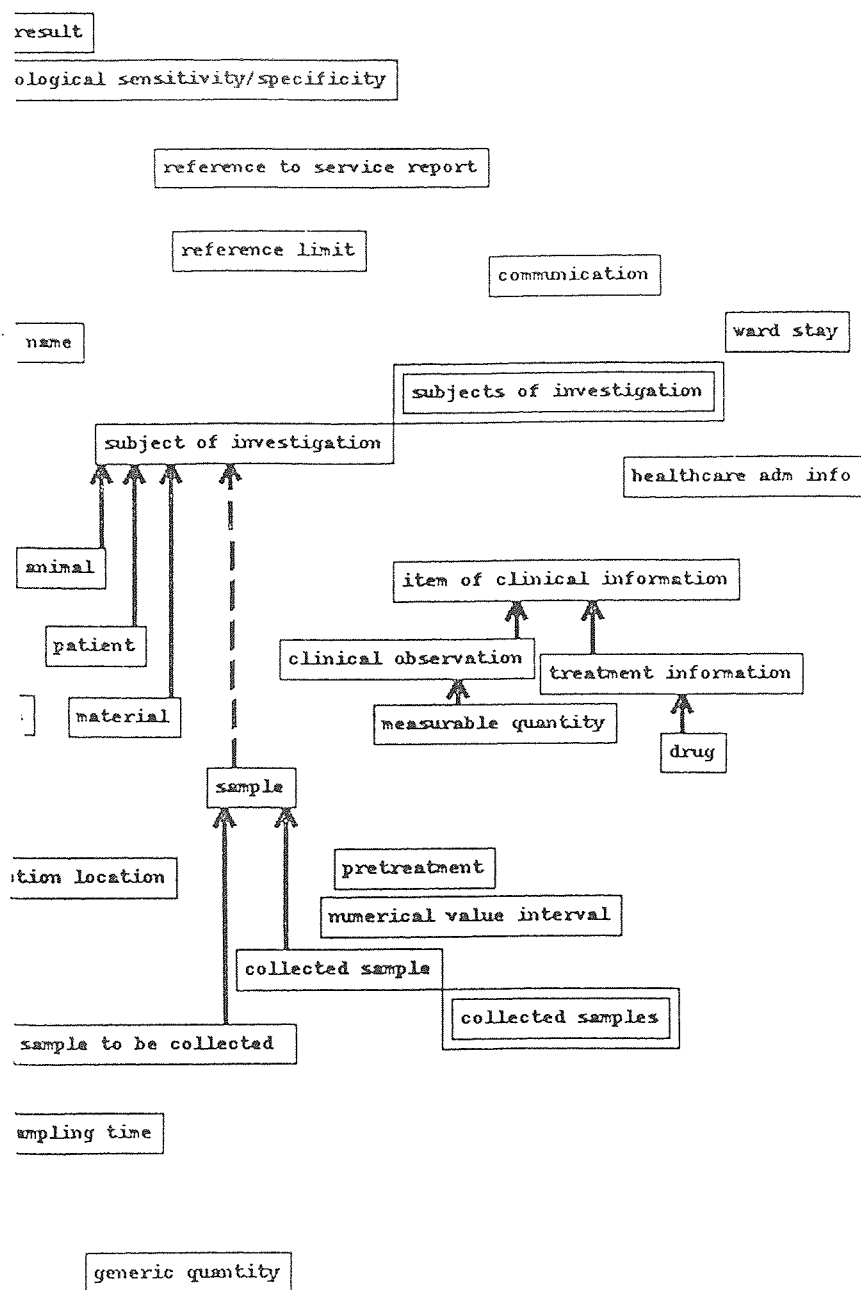 result
ological sensitivity/specificity
reference to service report
reference limit
communication
ward stay
name
subjects of investigation
subject of investigation
healthcare adm info
animal
item of clinical information
patient
clinical observation
treatment information
material
measurable quantity
drug
sample
pretreatment
tion location
numerical value interval
collected sample
collected samples
sample to be collected
ampling time
generic quantity